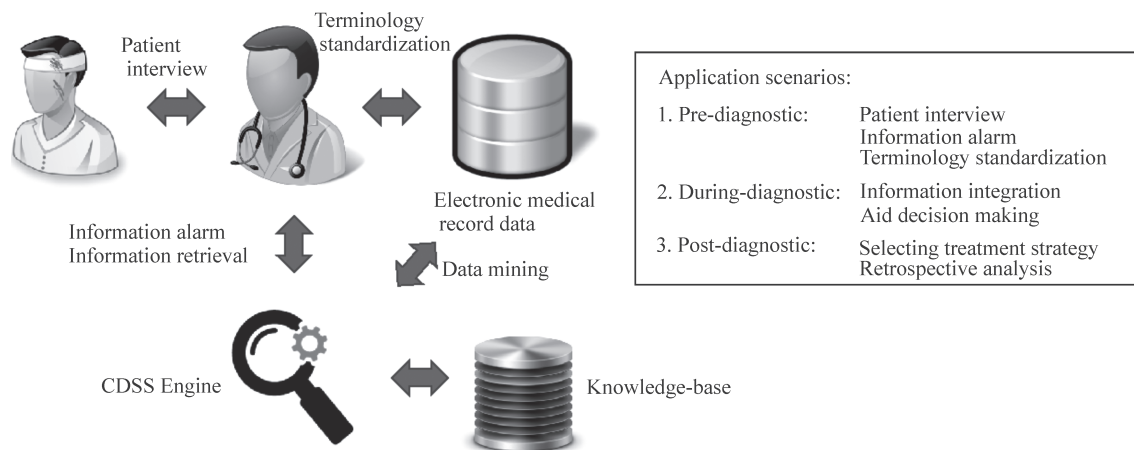 Patient
interview
Terminology
standardization
Electronic medical
record data
Information alarm
Information retrieval
Data mining
CDSS Engine
Knowledge-base
Application scenarios:
1. Pre-diagnostic: Patient interview
Information alarm
Terminology standardization
2. During-diagnostic: Information integration
Aid decision making
3. Post-diagnostic: Selecting treatment strategy
Retrospective analysis